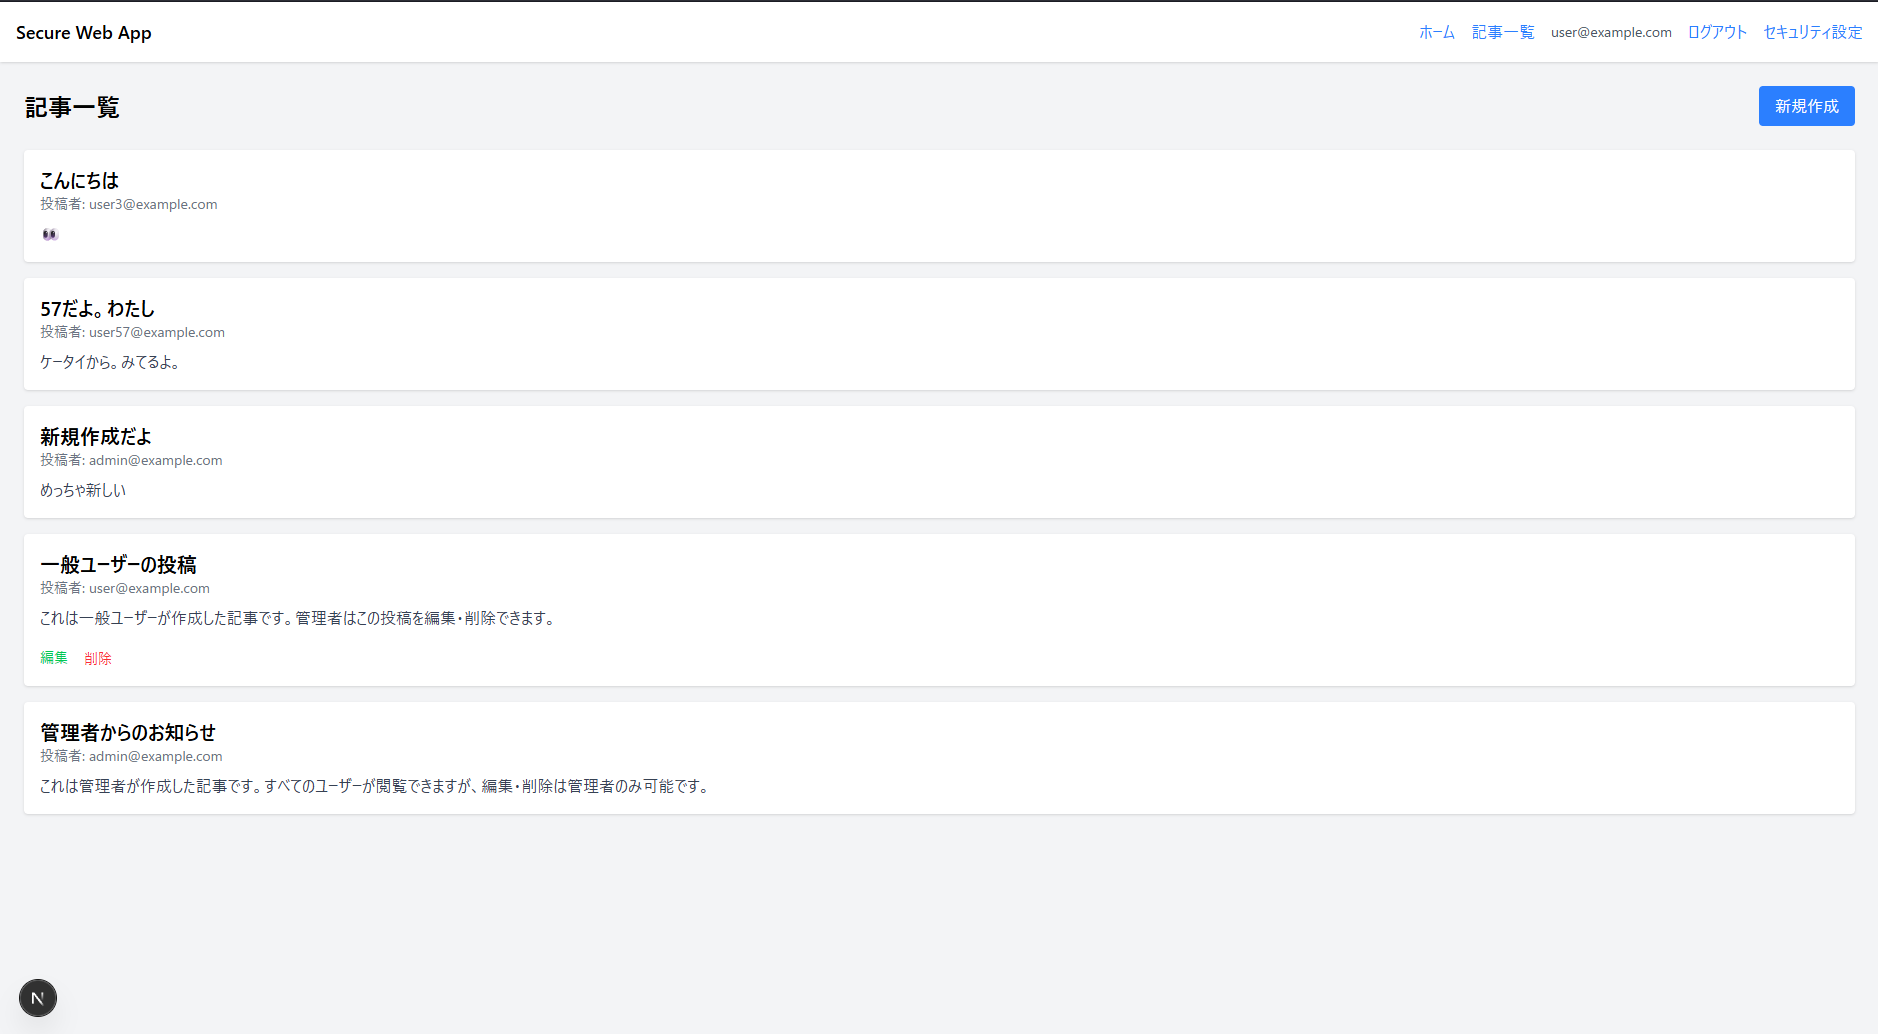 Secure Web App
ホーム 記事一覧 user@example.com ログアウト セキュリティ設定
記事一覧
新規作成
こんにちは
投稿者: user3@example.com
👀
57だよ。わたし
投稿者: user57@example.com
ケータイから。みてるよ。
新規作成だよ
投稿者: admin@example.com
めっちゃ新しい
一般ユーザーの投稿
投稿者: user@example.com
これは一般ユーザーが作成した記事です。管理者はこの投稿を編集・削除できます。
編集 削除
管理者からのお知らせ
投稿者: admin@example.com
これは管理者が作成した記事です。すべてのユーザーが閲覧できますが、編集・削除は管理者のみ可能です。
N